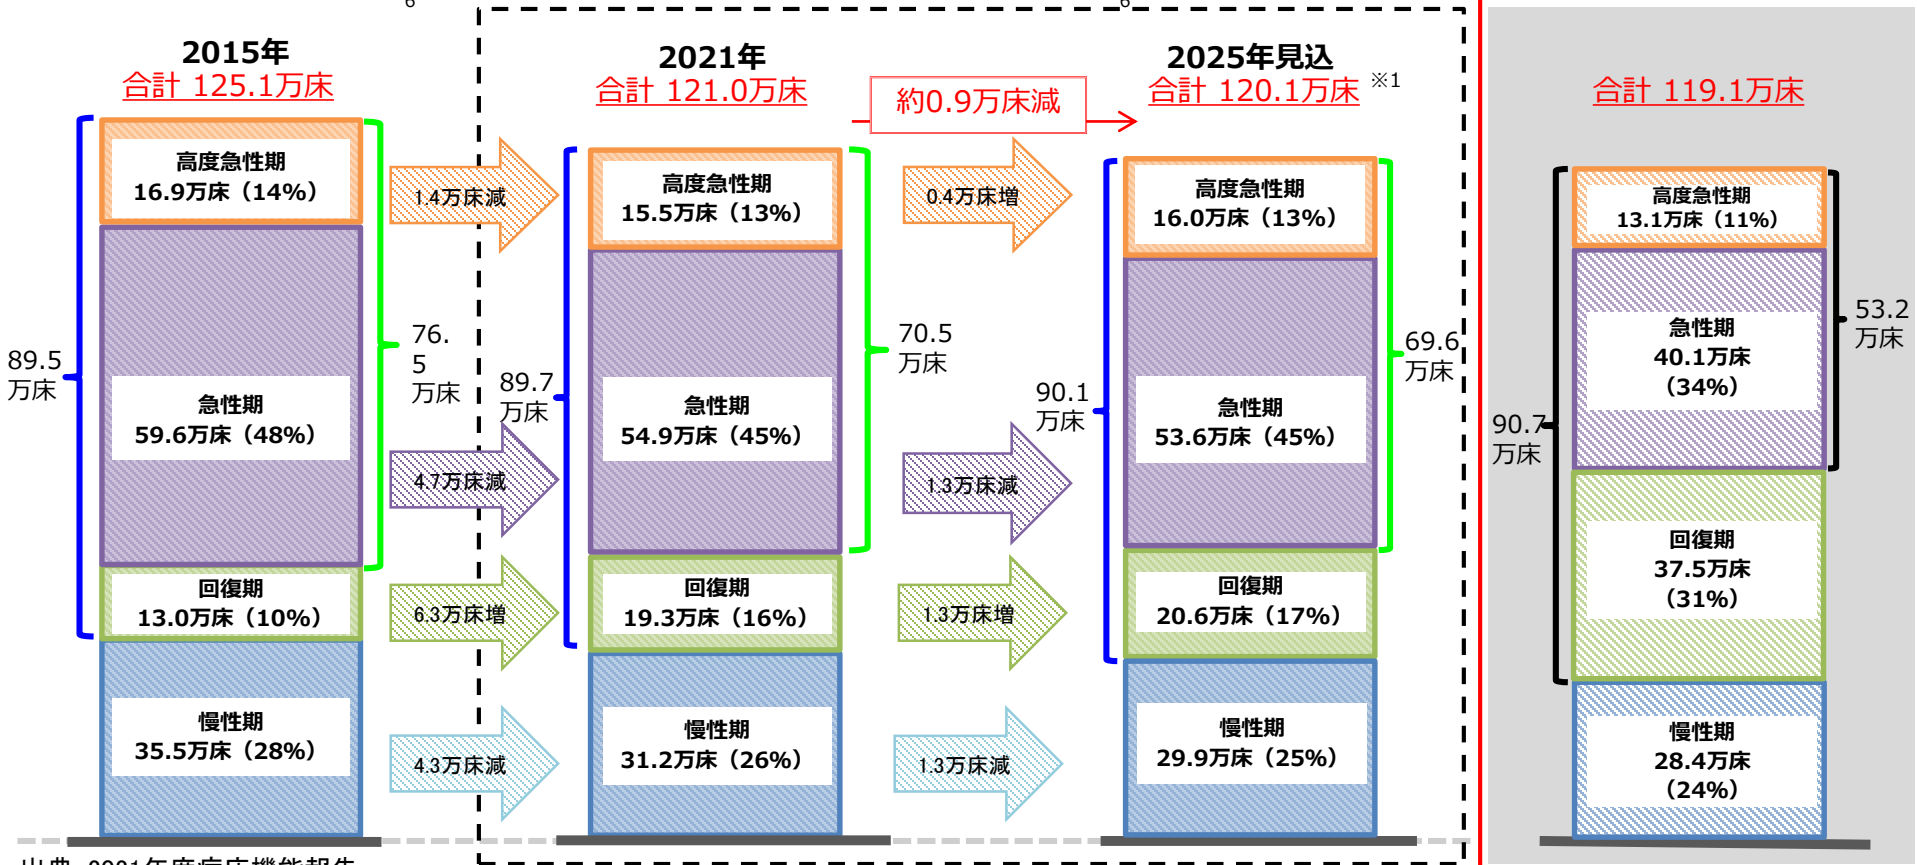 6
6
2015年
合計 125.1万床
高度急性期
16.9万床（14%）
急性期
59.6万床（48%）
回復期
13.0万床（10%）
慢性期
35.5万床（28%）
89.5
万床
76.
5
万床
1.4万床減
4.7万床減
6.3万床増
4.3万床減
2021年
合計 121.0万床
高度急性期
15.5万床（13%）
急性期
54.9万床（45%）
回復期
19.3万床（16%）
慢性期
31.2万床（26%）
89.7
万床
70.5
万床
約0.9万床減
0.4万床増
1.3万床減
1.3万床増
1.3万床減
2025年見込
合計 120.1万床 ※1
高度急性期
16.0万床（13%）
急性期
53.6万床（45%）
回復期
20.6万床（17%）
慢性期
29.9万床（25%）
90.1
万床
69.6
万床
合計 119.1万床
高度急性期
13.1万床（11%）
急性期
40.1万床
（34%）
回復期
37.5万床
（31%）
慢性期
28.4万床
（24%）
90.7
万床
53.2
万床